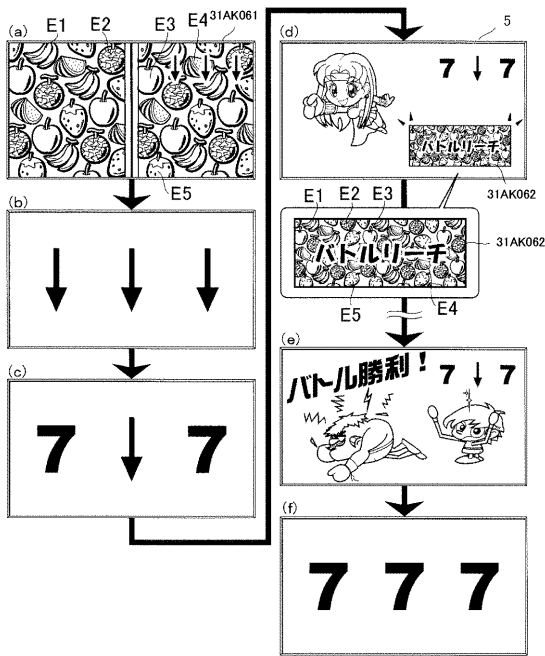 (a)
E1
E2
E3
E4
31AK061
E5
(b)
(c)
7 7
(d)
5
7 7
バトルリーチ
31AK062
E1
E2
E3
バトルリーチ
31AK062
E5
E4
(e)
バトル勝利！
7 7
(f)
7 7 7